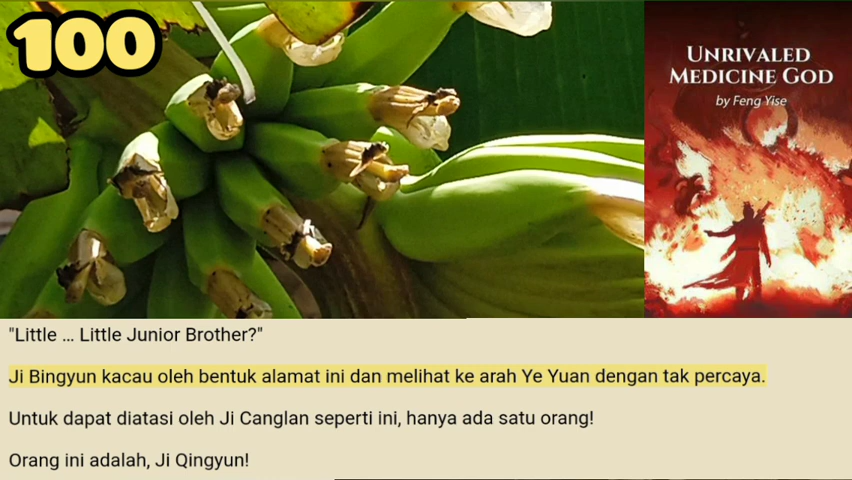 100
UNRIVALED
MEDICINE GOD
by Feng Yise
"Little ... Little Junior Brother?"
Ji Bingyun kacau oleh bentuk alamat ini dan melihat ke arah Ye Yuan dengan tak percaya.
Untuk dapat diatasi oleh Ji Canglan seperti ini, hanya ada satu orang!
Orang ini adalah, Ji Qingyun!